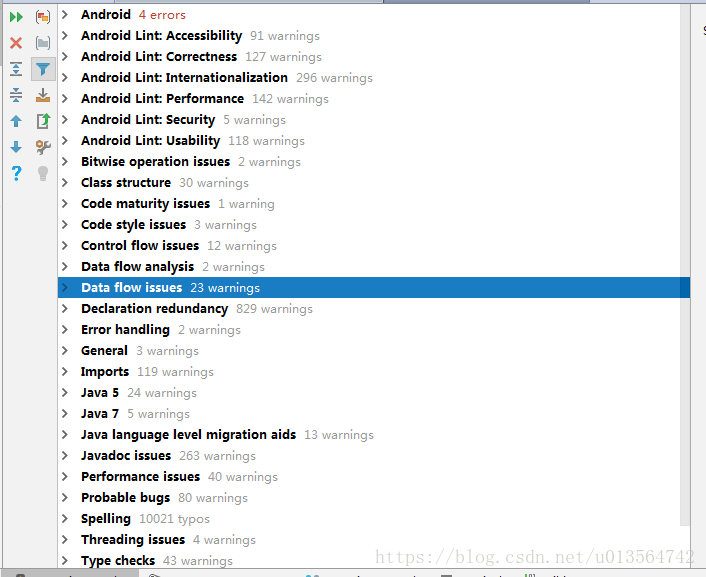 Android 4 errors
Android Lint: Accessibility 91 warnings
Android Lint: Correctness 127 warnings
Android Lint: Internationalization 296 warnings
Android Lint: Performance 142 warnings
Android Lint: Security 5 warnings
Android Lint: Usability 118 warnings
Bitwise operation issues 2 warnings
Class structure 30 warnings
Code maturity issues 1 warning
Code style issues 3 warnings
Control flow issues 12 warnings
Data flow analysis 2 warnings
Data flow issues 23 warnings
Declaration redundancy 829 warnings
Error handling 2 warnings
General 3 warnings
Imports 119 warnings
Java 5 24 warnings
Java 7 5 warnings
Java language level migration aids 13 warnings
Javadoc issues 263 warnings
Performance issues 40 warnings
Probable bugs 80 warnings
Spelling 10021 typos
Threading issues 4 warnings
Type checks 43 warnings
https://blog.csdn.net/u013564742